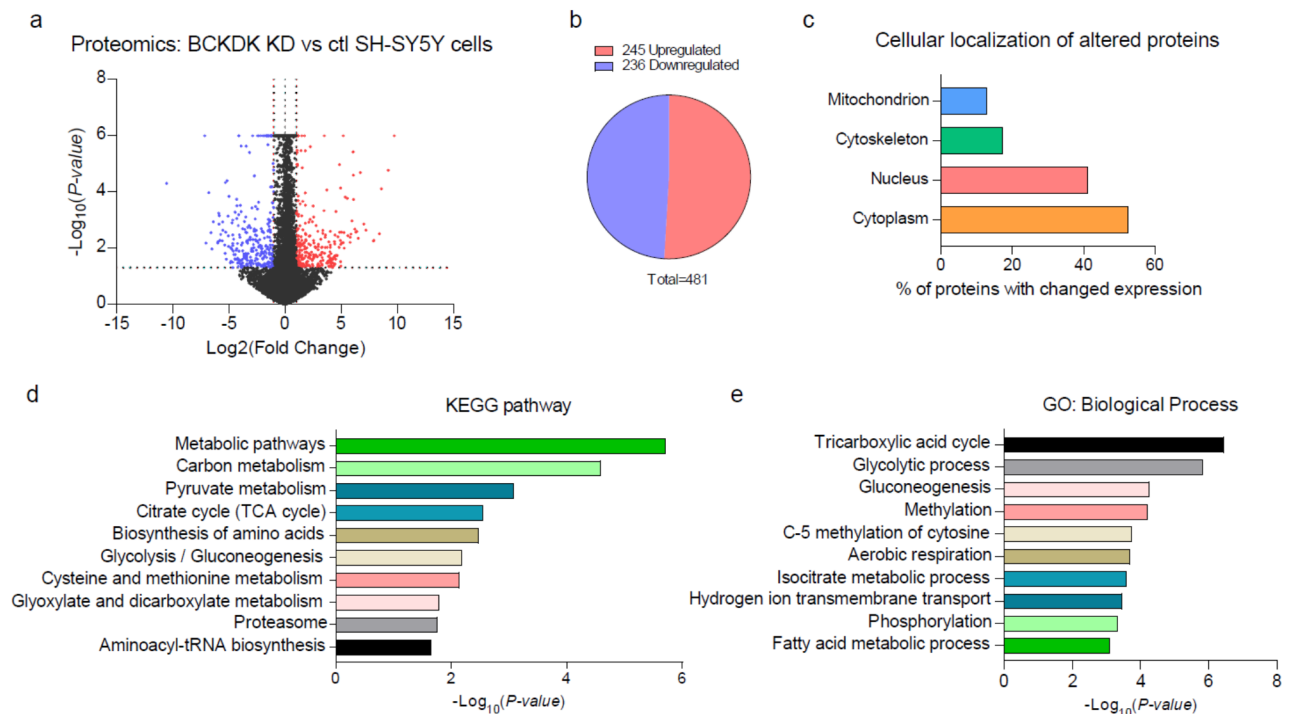 a
Proteomics: BCKDK KD vs ctl SH-SY5Y cells
8
6
4
2
0
-Log10(P-value)
-15
-10
-5
0
5
10
15
Log2(Fold Change)
b
245 Upregulated
236 Downregulated
Total=481
c
Cellular localization of altered proteins
Mitochondrion
Cytoskeleton
Nucleus
Cytoplasm
0
20
40
60
% of proteins with changed expression
d
KEGG pathway
Metabolic pathways
Carbon metabolism
Pyruvate metabolism
Citrate cycle (TCA cycle)
Biosynthesis of amino acids
Glycolysis / Gluconeogenesis
Cysteine and methionine metabolism
Glyoxylate and dicarboxylate metabolism
Proteasome
Aminoacyl-tRNA biosynthesis
0
2
4
6
-Log10(P-value)
e
GO: Biological Process
Tricarboxylic acid cycle
Glycolytic process
Gluconeogenesis
Methylation
C-5 methylation of cytosine
Aerobic respiration
Isocitrate metabolic process
Hydrogen ion transmembrane transport
Phosphorylation
Fatty acid metabolic process
0
2
4
6
8
-Log10(P-value)